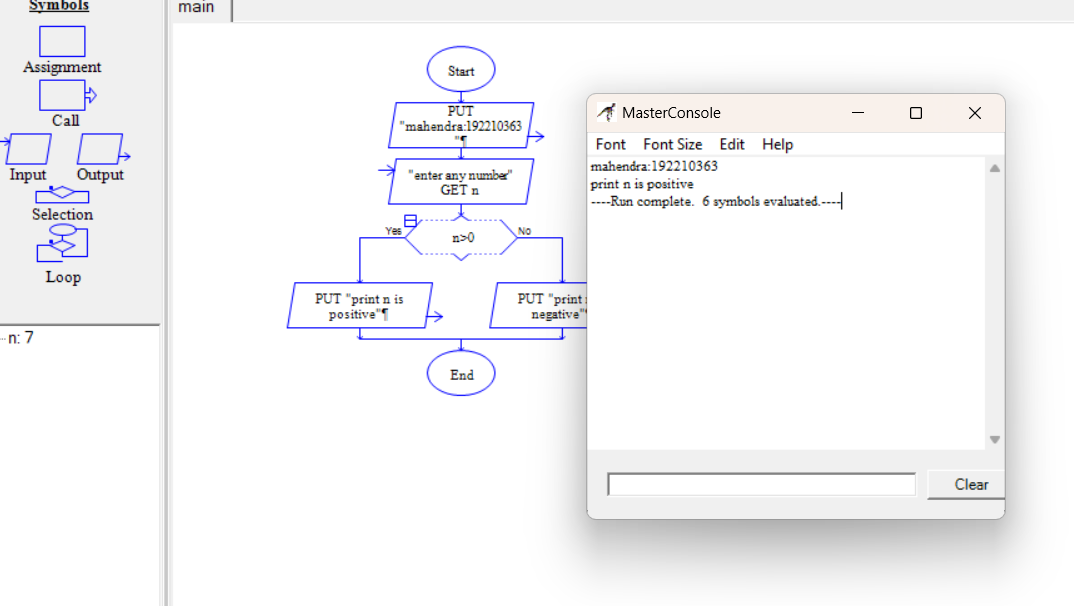 Symbols
Assignment
Call
Input
Output
Selection
Loop
n: 7
main
Start
PUT
"mahendra:192210363
"¶
"enter any number"
GET n
Yes
n>0
No
PUT "print n is
positive"¶
PUT "print
negative"
End
MasterConsole
Font Font Size Edit Help
mahendra:192210363
print n is positive
----Run complete.  6 symbols evaluated.----
Clear